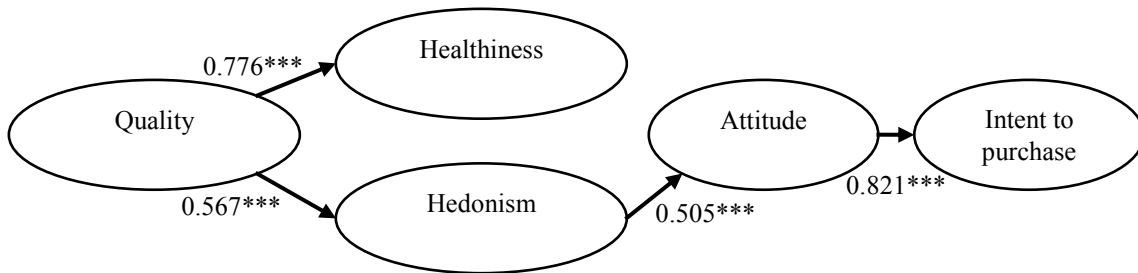 Healthiness
0.776***
Quality
Attitude
Intent to
purchase
0.821***
0.567***
Hedonism
0.505***